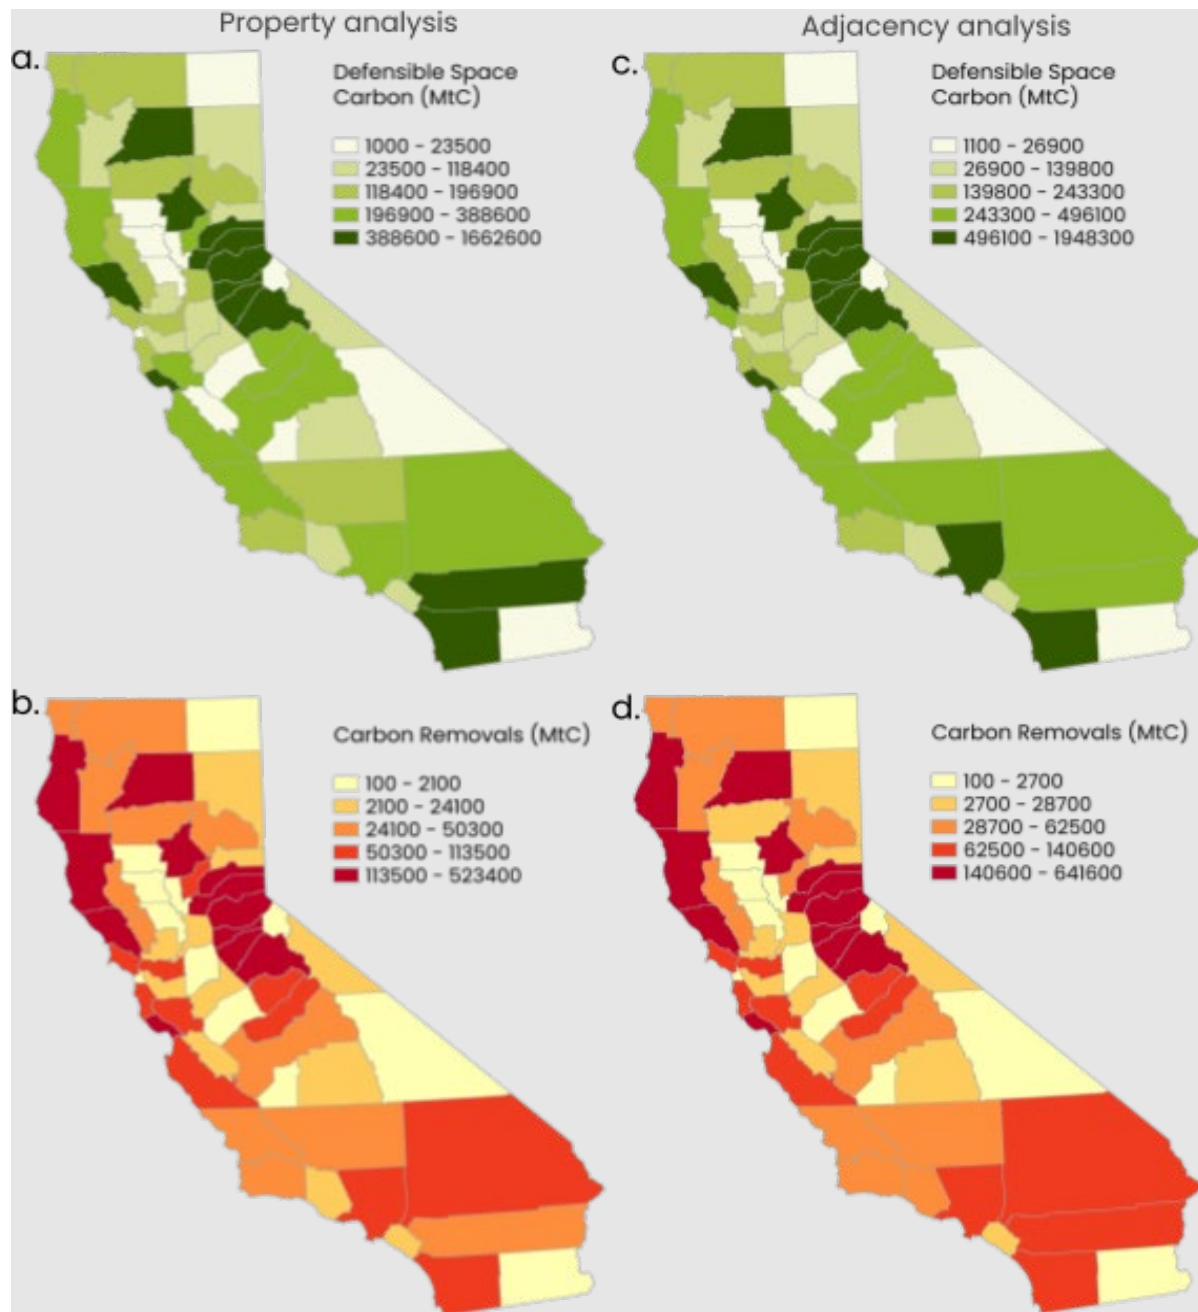 Property analysis
Adjacency analysis
a.
Defensible Space
Carbon (MtC)
1000 - 23500
23500 - 118400
118400 - 196900
196900 - 388600
388600 - 1662600
c.
Defensible Space
Carbon (MtC)
1100 - 26900
26900 - 139800
139800 - 243300
243300 - 496100
496100 - 1948300
b.
Carbon Removals (MtC)
100 - 2100
2100 - 24100
24100 - 50300
50300 - 113500
113500 - 523400
d.
Carbon Removals (MtC)
100 - 2700
2700 - 28700
28700 - 62500
62500 - 140600
140600 - 641600